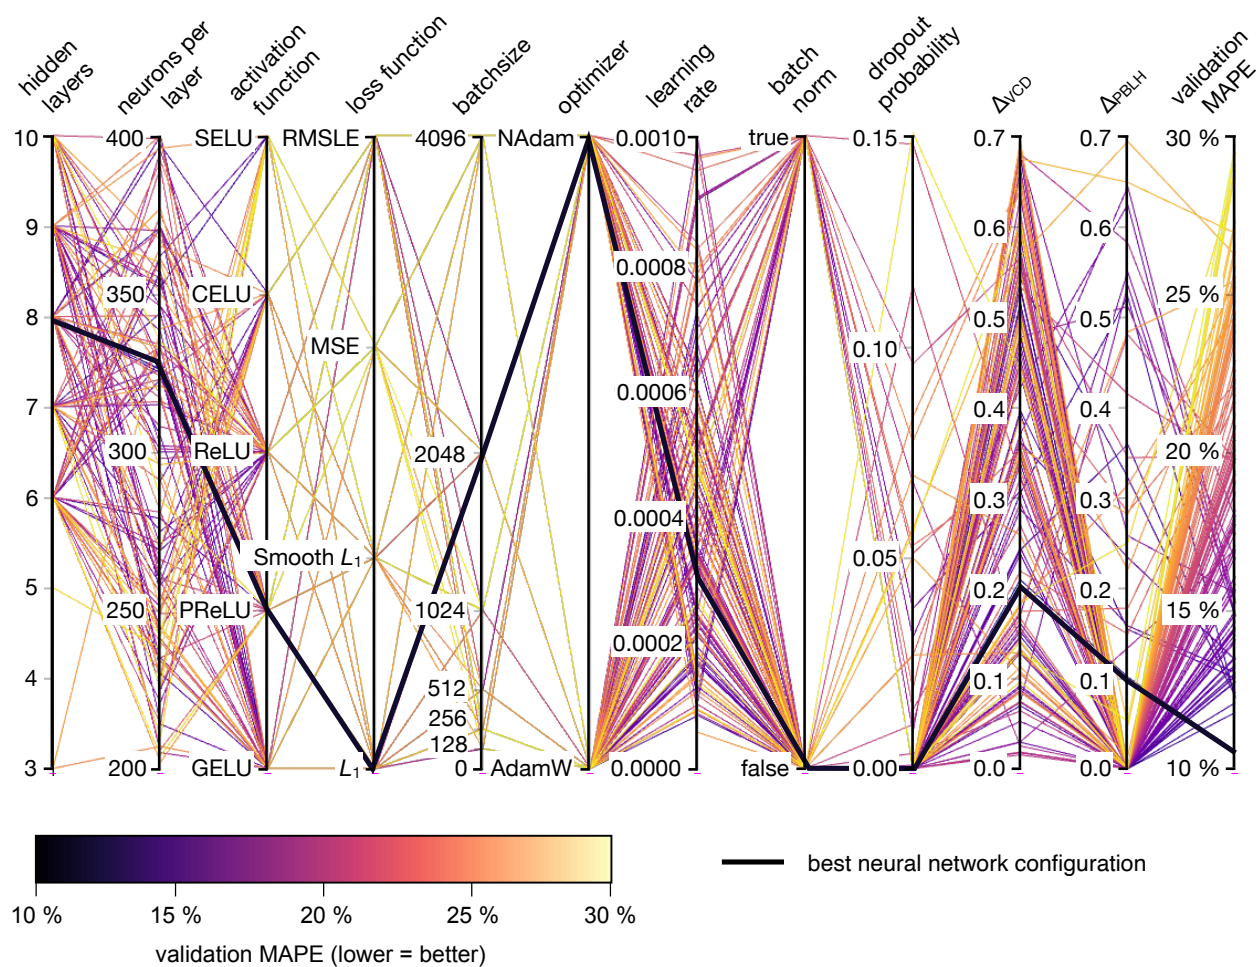 hidden
layers
neurons per
layer
activation
function
loss function
batchsize
optimizer
learning
rate
batch
norm
dropout
probability
ΔVCD
ΔPBLH
validation
MAPE
10
9
8
7
6
5
4
3
400
350
300
250
200
SELU
CELU
ReLU
PReLU
GELU
RMSLE
MSE
Smooth L1
L1
4096
2048
1024
512
256
128
0
NAdam
AdamW
0.0010
0.0008
0.0006
0.0004
0.0002
0.0000
true
false
0.15
0.10
0.05
0.00
0.7
0.6
0.5
0.4
0.3
0.2
0.1
0.0
0.7
0.6
0.5
0.4
0.3
0.2
0.1
0.0
30 %
25 %
20 %
15 %
10 %
10 % 15 % 20 % 25 % 30 %
validation MAPE (lower = better)
best neural network configuration